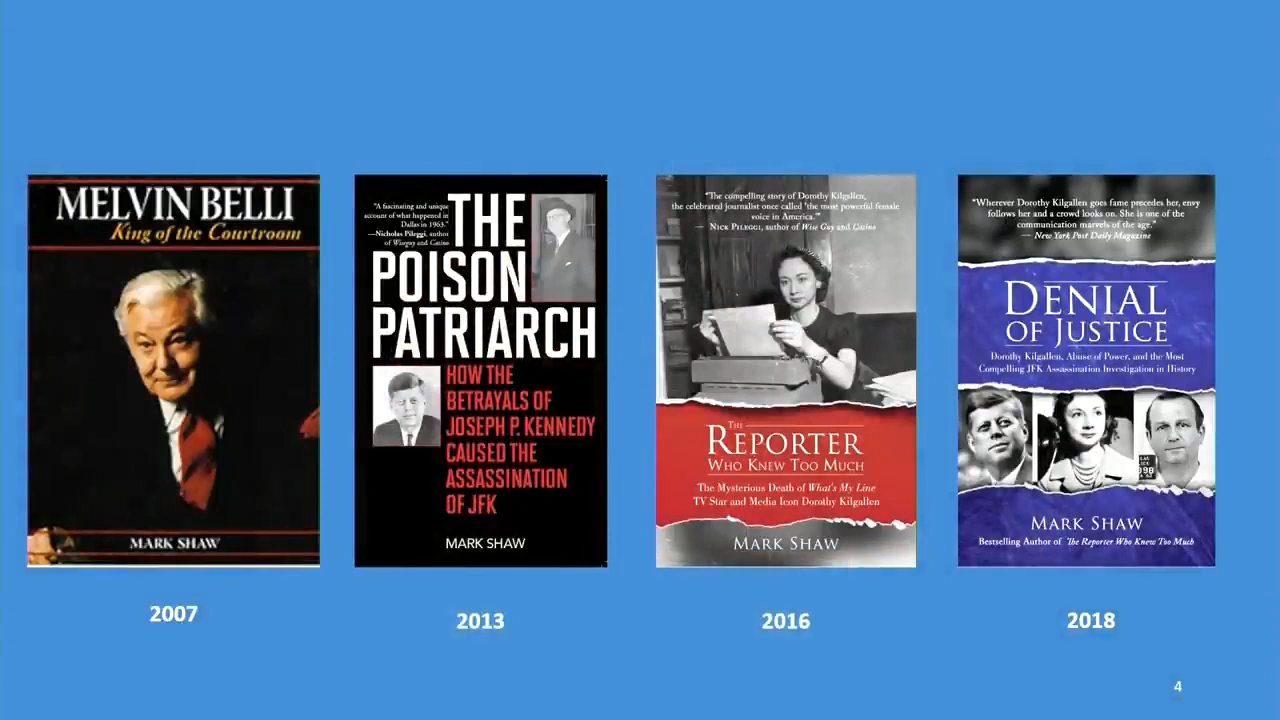 MELVIN BELLI
King of the Courtroom
MARK SHAW
2007
"A fascinating and unique
account of what happened in
Dallas in 1963."
—Nicholas Pileggi, author
of Wiseguy and Casino
THE
POISON
PATRIARCH
HOW THE
BETRAYALS OF
JOSEPH P. KENNEDY
CAUSED THE
ASSASSINATION
OF JFK
MARK SHAW
2013
"The compelling story of Dorothy Kilgallen,
the celebrated journalist once called 'the most powerful female
voice in America.'"
— NICK PILEGGI, author of Wise Guy and Casino
THE
REPORTER
WHO KNEW TOO MUCH
The Mysterious Death of What's My Line
TV Star and Media Icon Dorothy Kilgallen
MARK SHAW
2016
"Wherever Dorothy Kilgallen goes fame precedes her, envy
follows her and a crowd looks on. She is one of the
communication marvels of the age."
— New York Post Daily Magazine
DENIAL
OF JUSTICE
Dorothy Kilgallen, Abuse of Power, and the Most
Compelling JFK Assassination Investigation in History
MARK SHAW
Bestselling Author of The Reporter Who Knew Too Much
2018
4